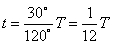 t = 30°/120° T = 1/12 T